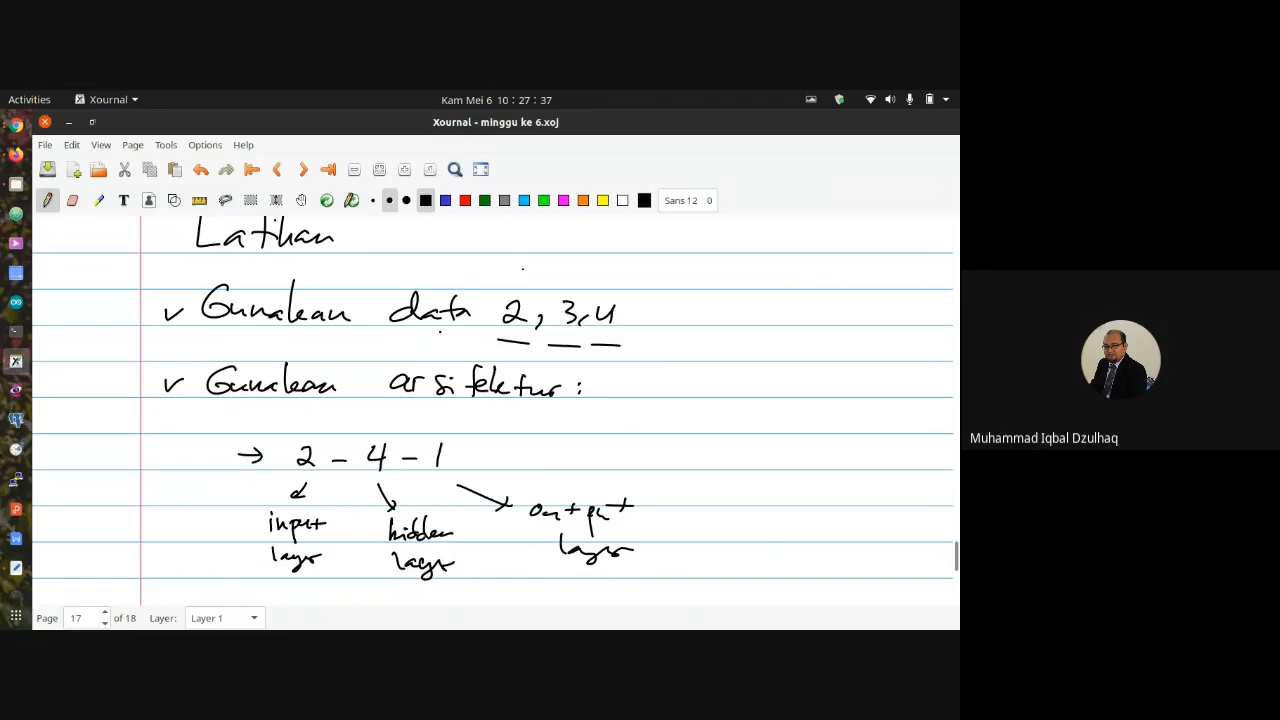 Activities
Xournal
Kam Mei 6 10 : 27 : 37
Xournal - minggu ke 6.xoj
File Edit View Page Tools Options Help
T
Sans 12 0
Latihan
v Gunakan data 2, 3, 4
v Gunakan arsitektur :
→ 2 - 4 - 1
input layer
hidden layer
output layer
Page 17 of 18 Layer: Layer 1
Muhammad Iqbal Dzulhaq